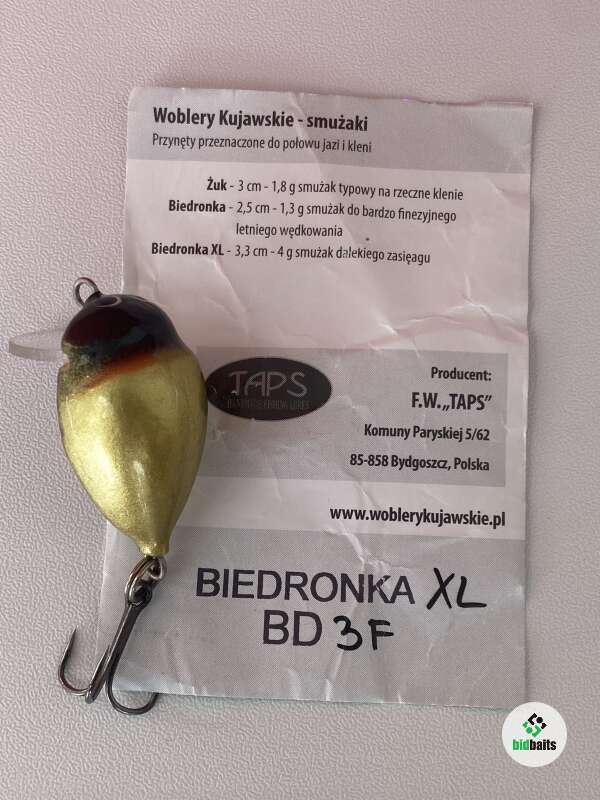 Woblery Kujawskie - smużaki
Przynęty przeznaczone do połowu jazi i kleni
Żuk - 3 cm - 1,8 g smużak typowy na rzeczne klenie
Biedronka - 2,5 cm - 1,3 g smużak do bardzo finezyjnego
letniego wędkowania
Biedronka XL - 3,3 cm - 4 g smużak dalekiego zasięagu
TAPS
Producent:
F.W.„TAPS”
Komuny Paryskiej 5/62
85-858 Bydgoszcz, Polska
www.woblerykujawskie.pl
BIEDRONKA XL
BD 3F
bidbaits